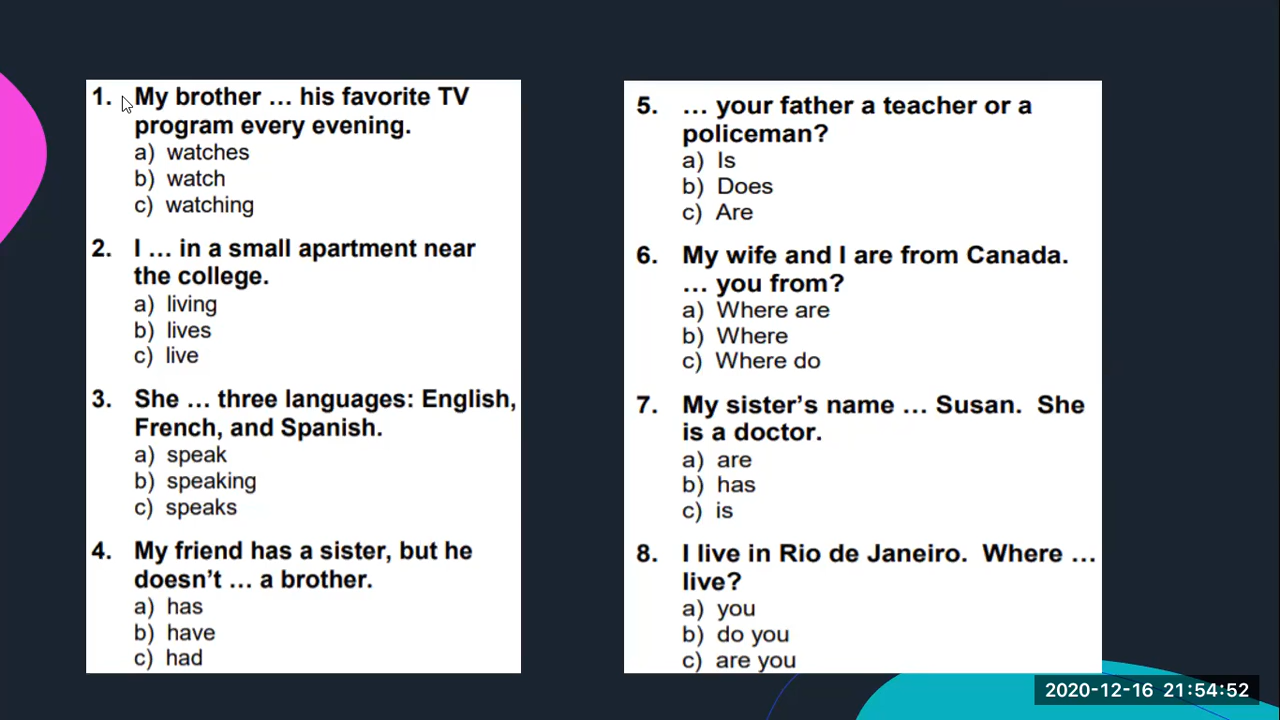 1. My brother … his favorite TV
program every evening.
a) watches
b) watch
c) watching
2. I … in a small apartment near
the college.
a) living
b) lives
c) live
3. She … three languages: English,
French, and Spanish.
a) speak
b) speaking
c) speaks
4. My friend has a sister, but he
doesn’t … a brother.
a) has
b) have
c) had
5. … your father a teacher or a
policeman?
a) Is
b) Does
c) Are
6. My wife and I are from Canada.
… you from?
a) Where are
b) Where
c) Where do
7. My sister’s name … Susan. She
is a doctor.
a) are
b) has
c) is
8. I live in Rio de Janeiro. Where …
live?
a) you
b) do you
c) are you
2020-12-16 21:54:52